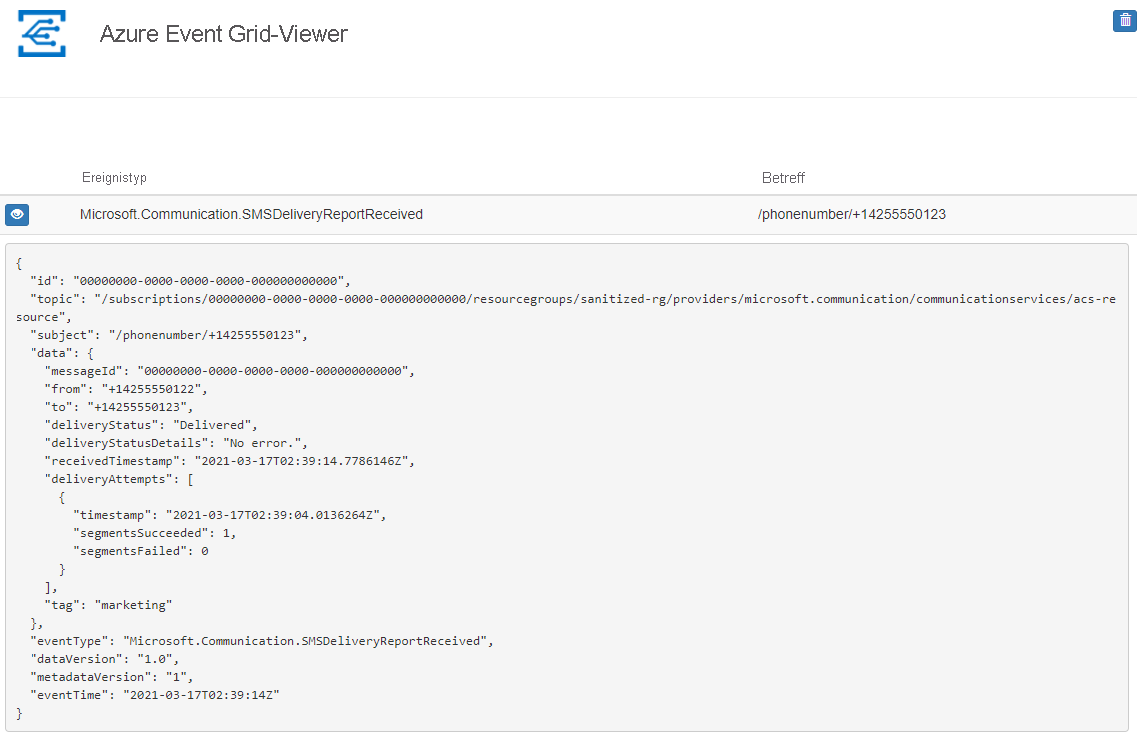 Azure Event Grid-Viewer
Ereignistyp Betreff
Microsoft.Communication.SMSDeliveryReportReceived /phonenumber/+14255550123
{
  "id": "00000000-0000-0000-0000-000000000000",
  "topic": "/subscriptions/00000000-0000-0000-0000-000000000000/resourcegroups/sanitized-rg/providers/microsoft.communication/communicationservices/acs-re
source",
  "subject": "/phonenumber/+14255550123",
  "data": {
    "messageId": "00000000-0000-0000-0000-000000000000",
    "from": "+14255550122",
    "to": "+14255550123",
    "deliveryStatus": "Delivered",
    "deliveryStatusDetails": "No error.",
    "receivedTimestamp": "2021-03-17T02:39:14.7786146Z",
    "deliveryAttempts": [
      {
        "timestamp": "2021-03-17T02:39:04.0136264Z",
        "segmentsSucceeded": 1,
        "segmentsFailed": 0
      }
    ],
    "tag": "marketing"
  },
  "eventType": "Microsoft.Communication.SMSDeliveryReportReceived",
  "dataVersion": "1.0",
  "metadataVersion": "1",
  "eventTime": "2021-03-17T02:39:14Z"
}